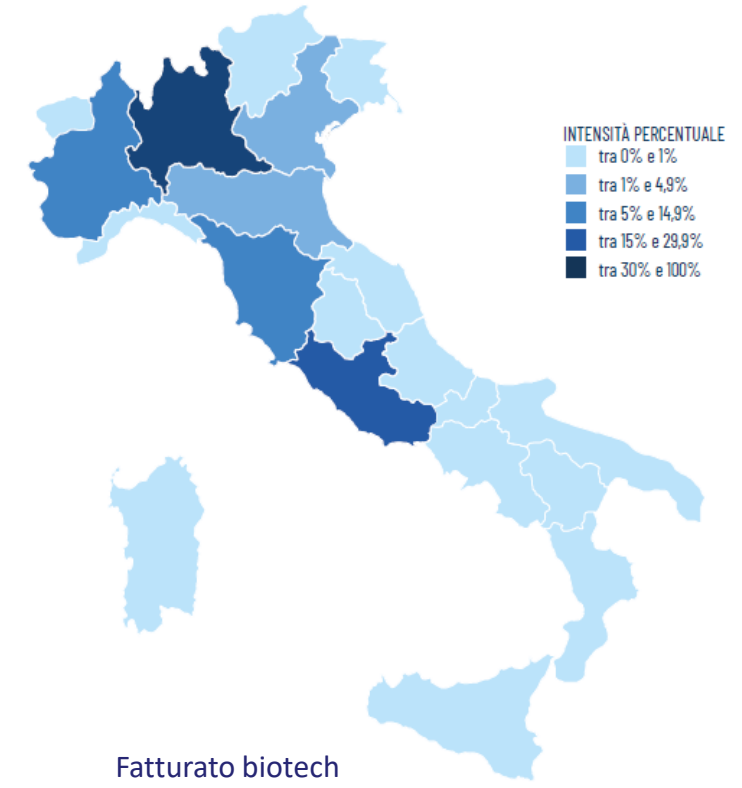 INTENSITÀ PERCENTUALE
tra 0% e 1%
tra 1% e 4,9%
tra 5% e 14,9%
tra 15% e 29,9%
tra 30% e 100%
Fatturato biotech